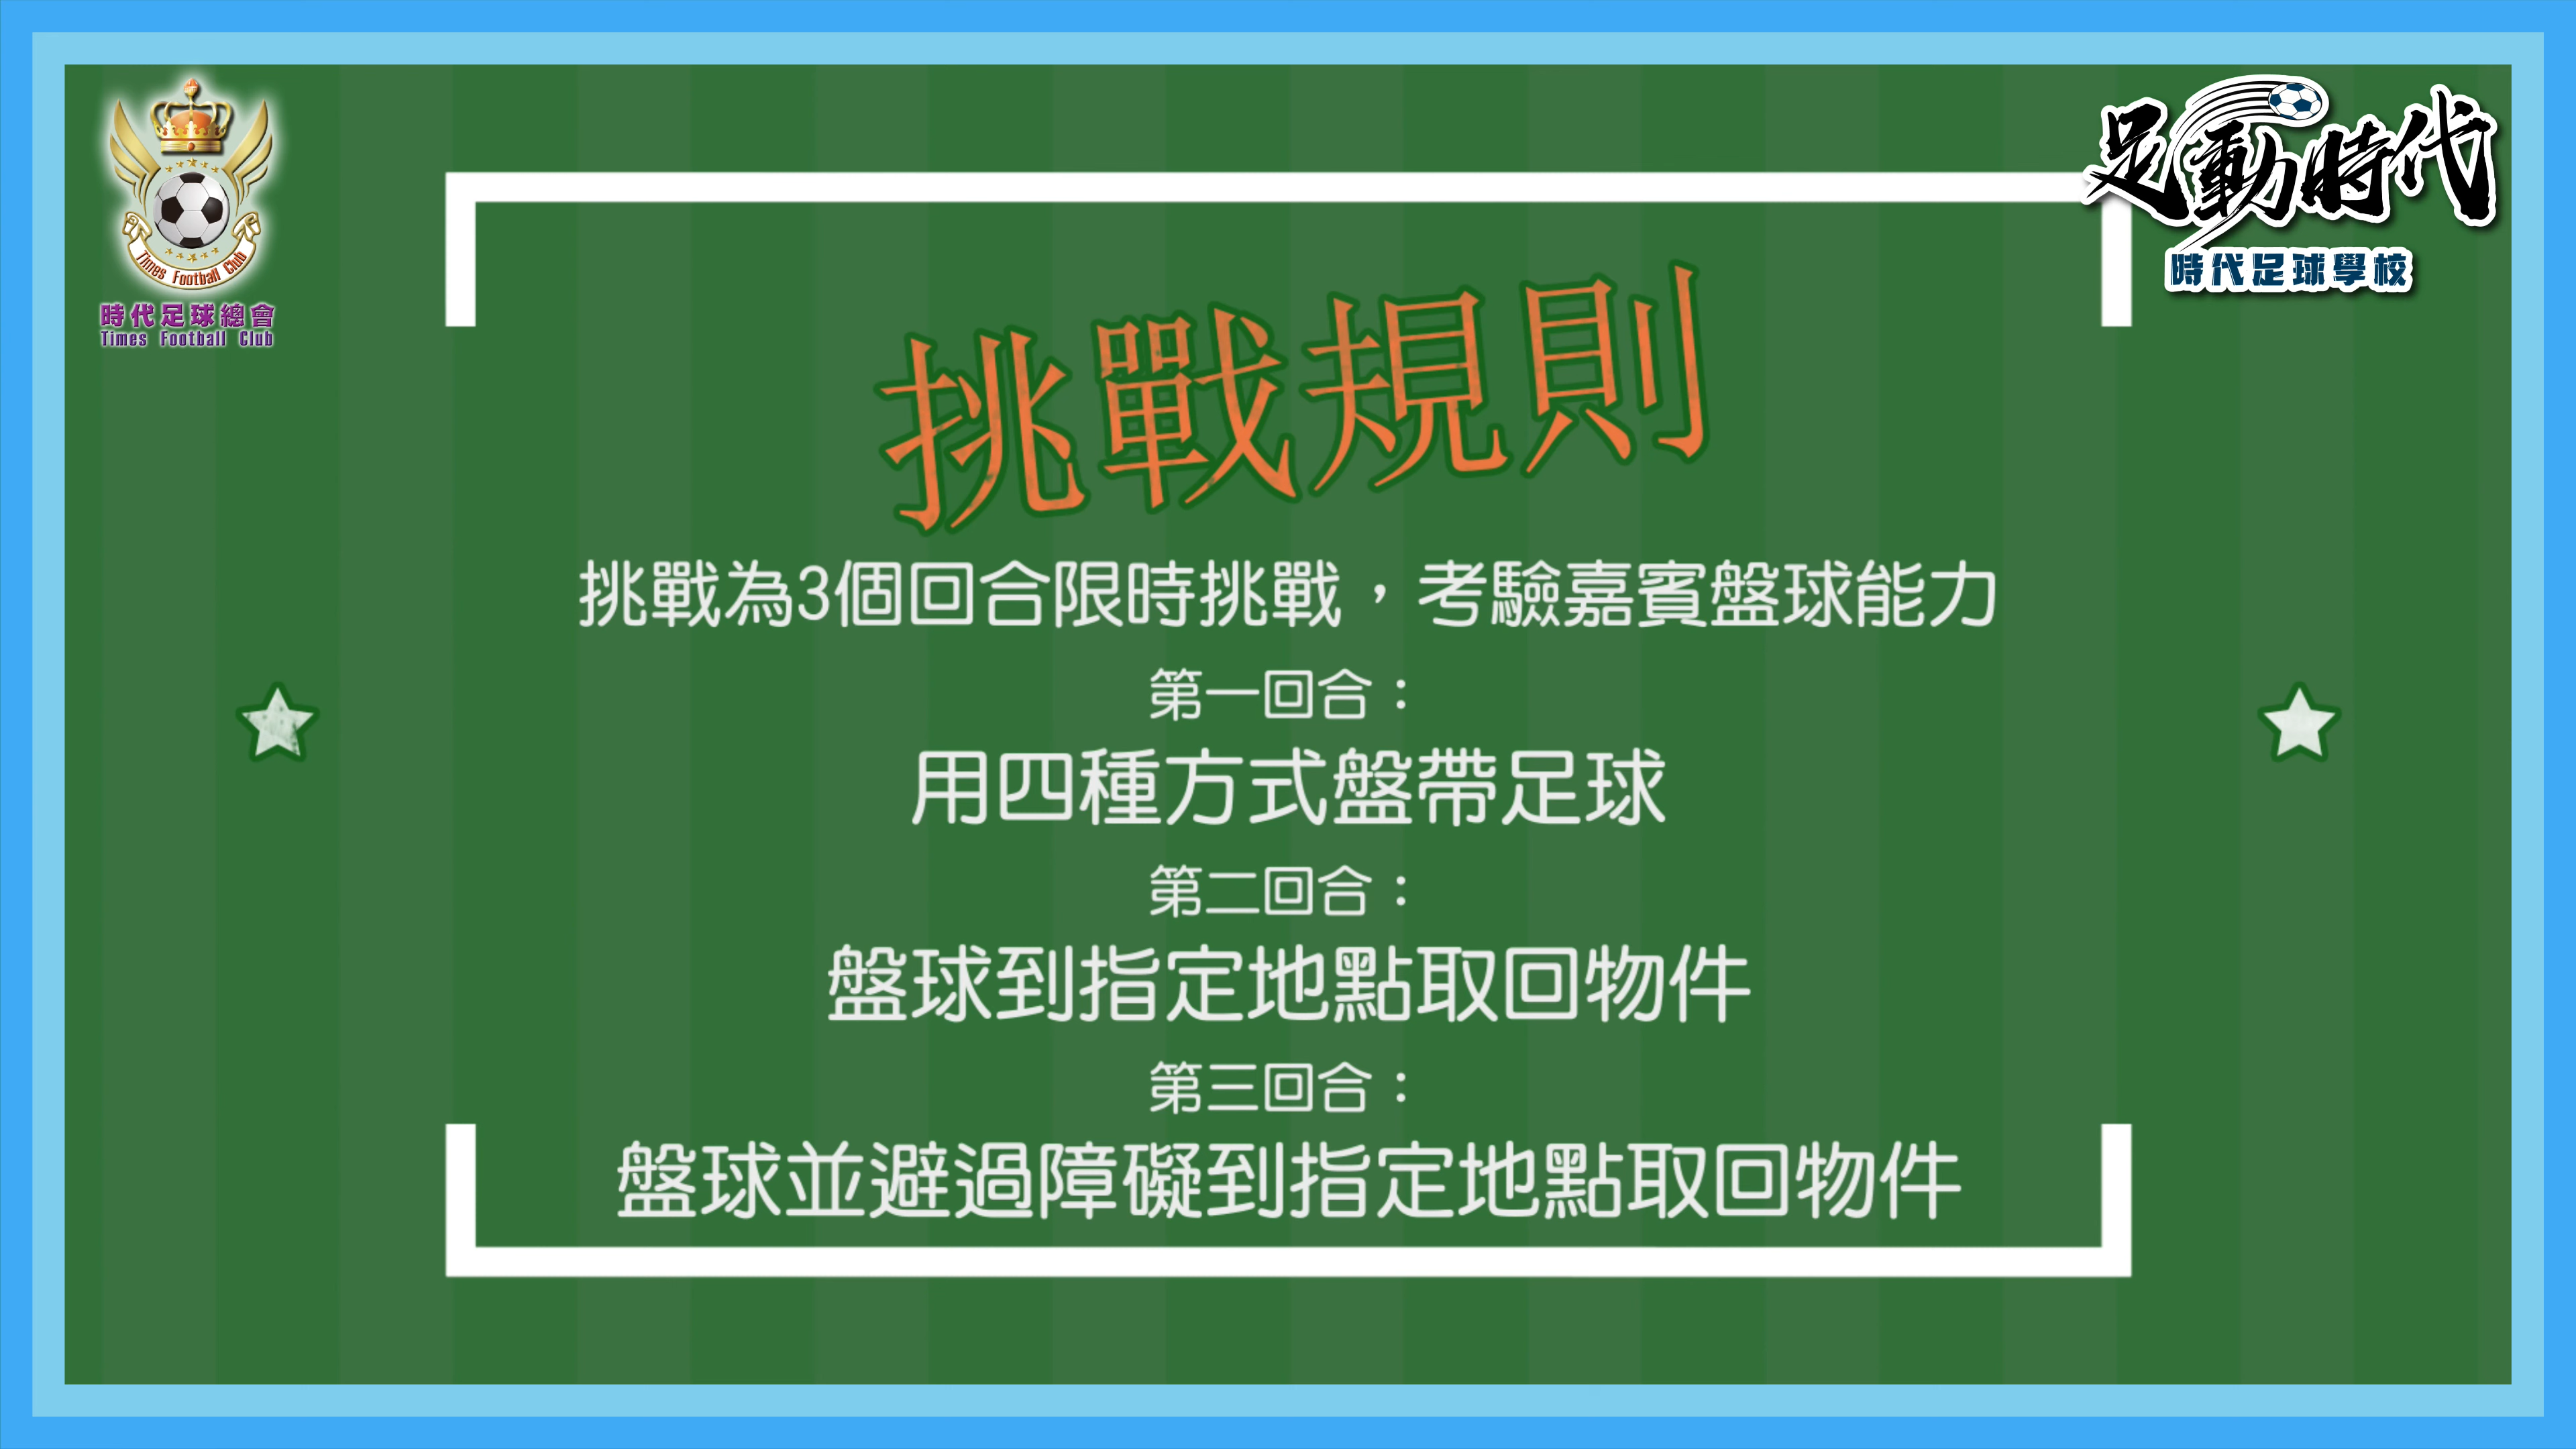 Times Football Club
時代足球總會
Times Football Club
足動時代
時代足球學校
挑戰規則
挑戰為3個回合限時挑戰，考驗嘉賓盤球能力
第一回合：
用四種方式盤帶足球
第二回合：
盤球到指定地點取回物件
第三回合：
盤球並避過障礙到指定地點取回物件